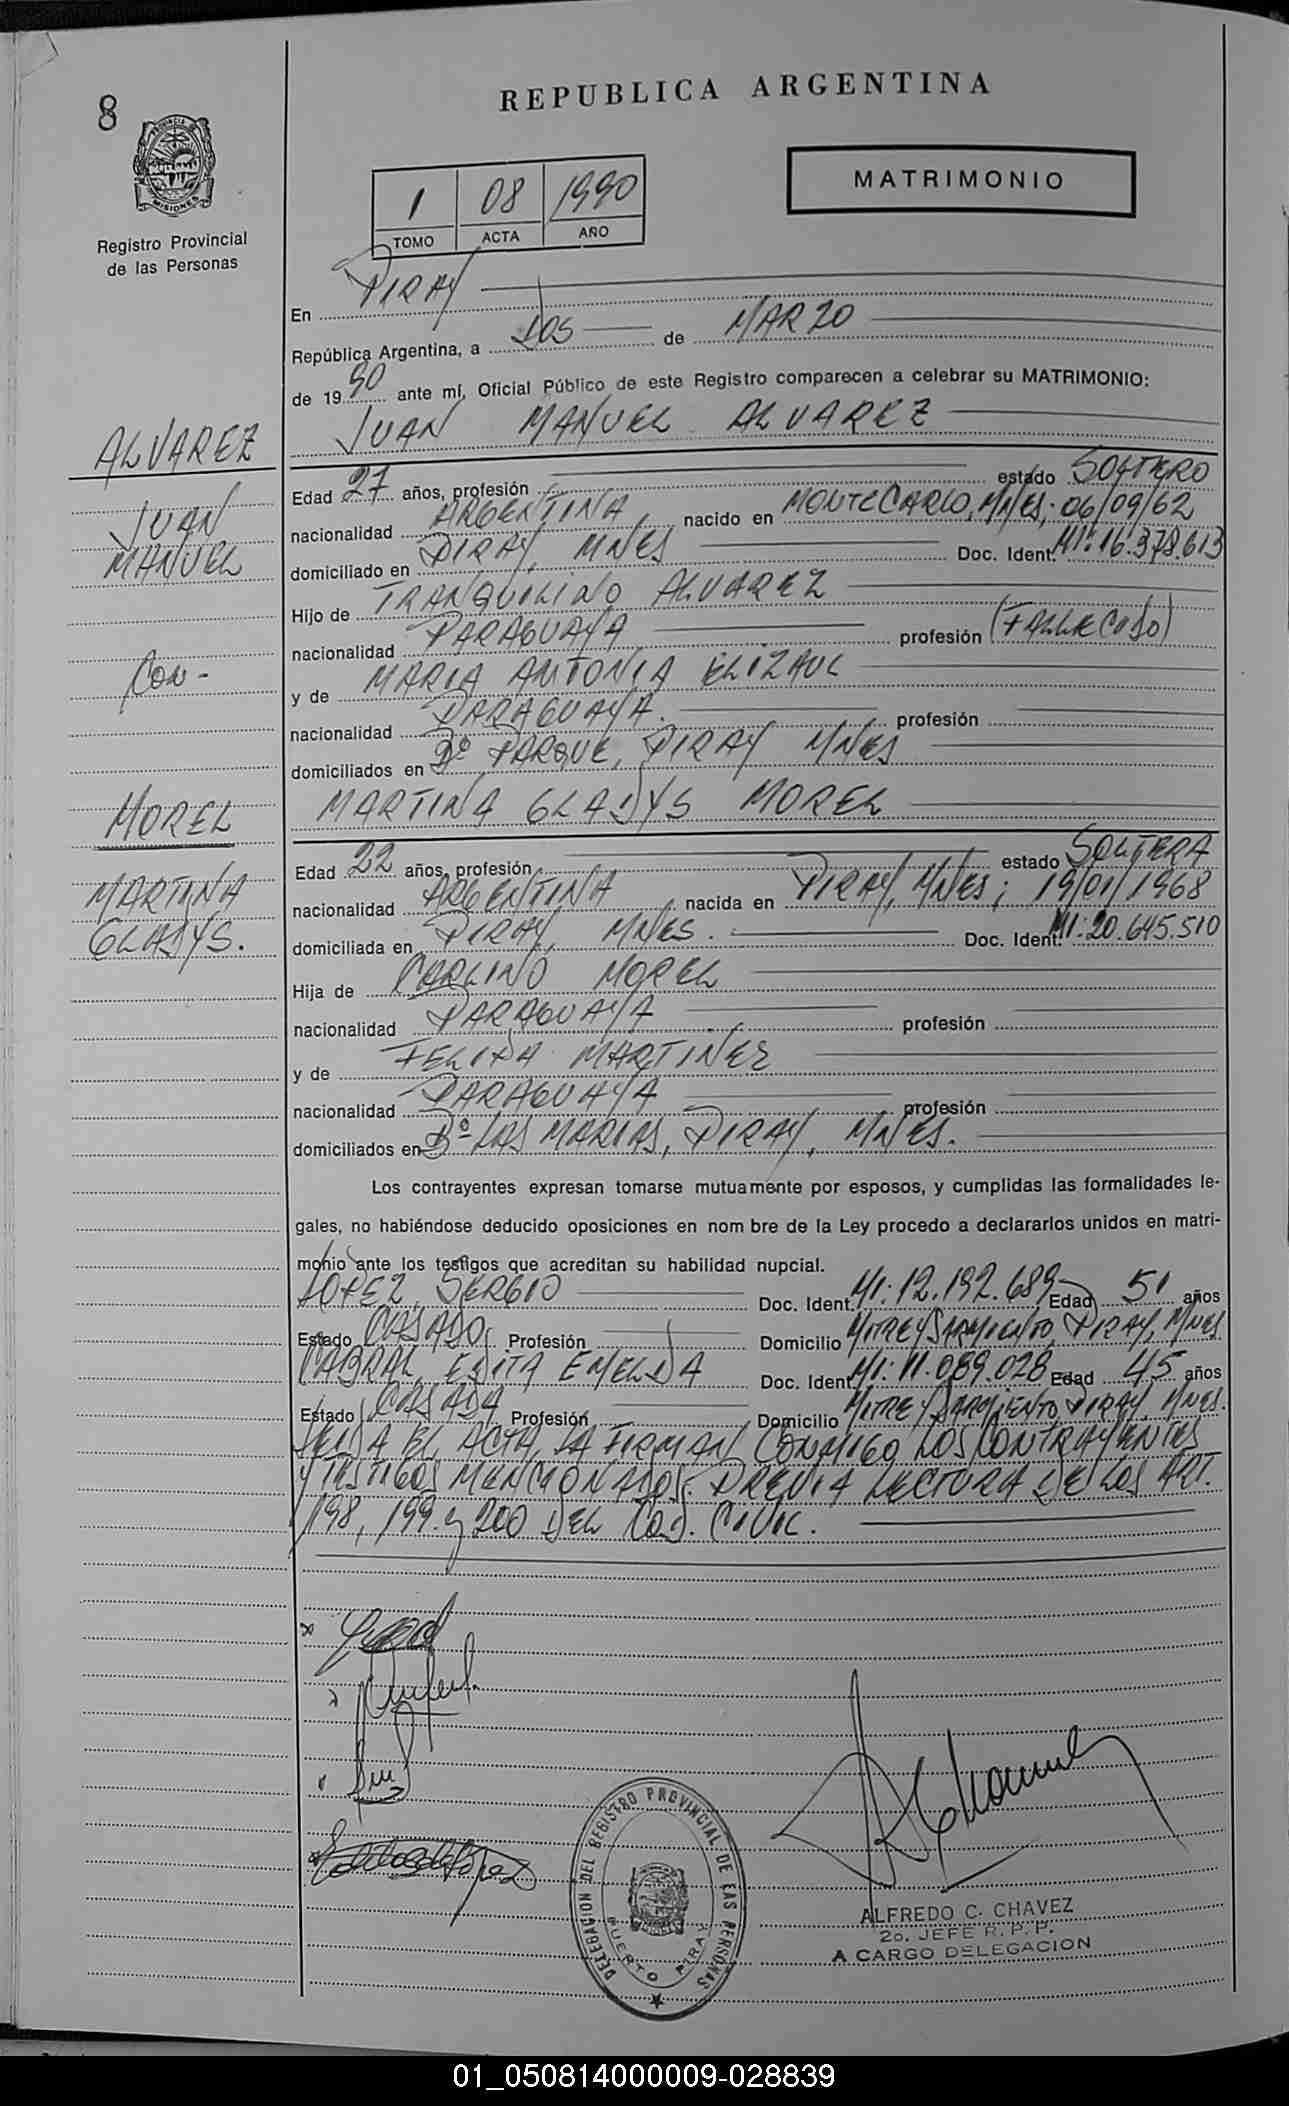 8
PROVINCIA DE
MISIONES
Registro Provincial
de las Personas
REPUBLICA ARGENTINA
MATRIMONIO
1 08 1990
TOMO ACTA AÑO
En PIRAY
República Argentina, a DOS de MARZO
de 1990 ante mí, Oficial Público de este Registro comparecen a celebrar su MATRIMONIO:
JUAN MANUEL ALVAREZ
ALVAREZ
JUAN
MANUEL
Con-
MOREL
MARTINA
GLADYS.
Edad 27 años, profesión estado SOLTERO
nacionalidad ARGENTINA nacido en MONTECARLO, MNES; 06/09/62
domiciliado en PIRAY, MNES Doc. Ident. MI: 16.378.613
Hijo de TRANQUILINO ALVAREZ
nacionalidad PARAGUAYA profesión (FALLECIDO)
y de MARIA ANTONIA ELIZAUL
nacionalidad PARAGUAYA. profesión
domiciliados en Bº PARQUE, PIRAY MNES
MARTINA GLADYS MOREL
Edad 22 años, profesión estado SOLTERA
nacionalidad ARGENTINA nacida en PIRAY, MNES; 19/01/1968
domiciliada en PIRAY, MNES. Doc. Ident. MI: 20.645.510
Hija de CARLINO MOREL
nacionalidad PARAGUAYA profesión
y de FELISA MARTINEZ
nacionalidad PARAGUAYA profesión
domiciliados en Bº LAS MARIAS, PIRAY, MNES.
Los contrayentes expresan tomarse mutuamente por esposos, y cumplidas las formalidades le-
gales, no habiéndose deducido oposiciones en nom bre de la Ley procedo a declararlos unidos en matri-
monio ante los testigos que acreditan su habilidad nupcial.
LOPEZ, SERGIO Doc. Ident. MI: 12.192.689 Edad 51 años
Estado CASADO Profesión Domicilio MITRE Y SARMIENTO, PIRAY, MNES
CABRAL, EDITA EMELDA Doc. Ident. MI: 11.089.028 Edad 45 años
Estado CASADA Profesión Domicilio MITRE Y SARMIENTO PIRAY, MNES.
LEIDA EL ACTA, LA FIRMAN CONMIGO LOS CONTRAYENTES
Y TESTIGOS MENCIONADOS. PREVIA LECTURA DE LOS ART.
198, 199. y 200 DEL COD. CIVIL.
DELEGACION DEL REGISTRO PROVINCIAL DE LAS PERSONAS
PUERTO PIRAY
ALFREDO C. CHAVEZ
2o. JEFE R. P. P.
A CARGO DELEGACION
01_050814000009-028839